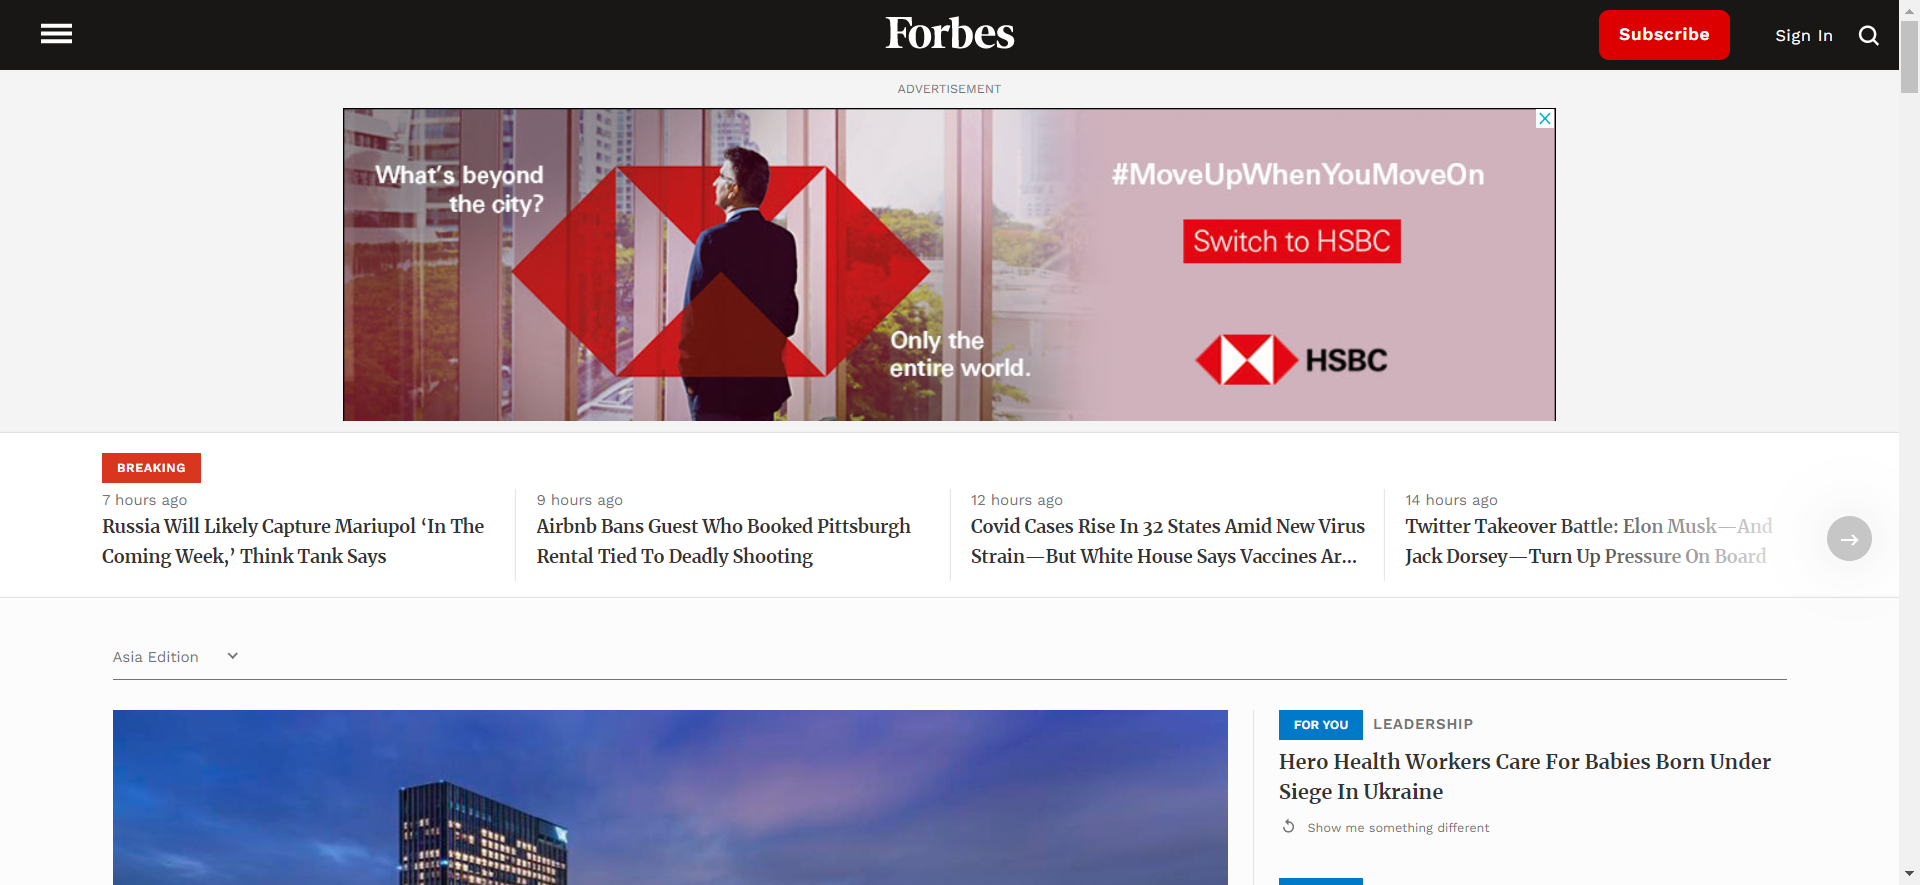 Forbes
Subscribe
Sign In
ADVERTISEMENT
What's beyond
the city?
Only the
entire world.
#MoveUpWhenYouMoveOn
Switch to HSBC
HSBC
BREAKING
7 hours ago
Russia Will Likely Capture Mariupol ‘In The
Coming Week,’ Think Tank Says
9 hours ago
Airbnb Bans Guest Who Booked Pittsburgh
Rental Tied To Deadly Shooting
12 hours ago
Covid Cases Rise In 32 States Amid New Virus
Strain—But White House Says Vaccines Ar...
14 hours ago
Twitter Takeover Battle: Elon Musk—And
Jack Dorsey—Turn Up Pressure On Board
Asia Edition
FOR YOU LEADERSHIP
Hero Health Workers Care For Babies Born Under
Siege In Ukraine
Show me something different